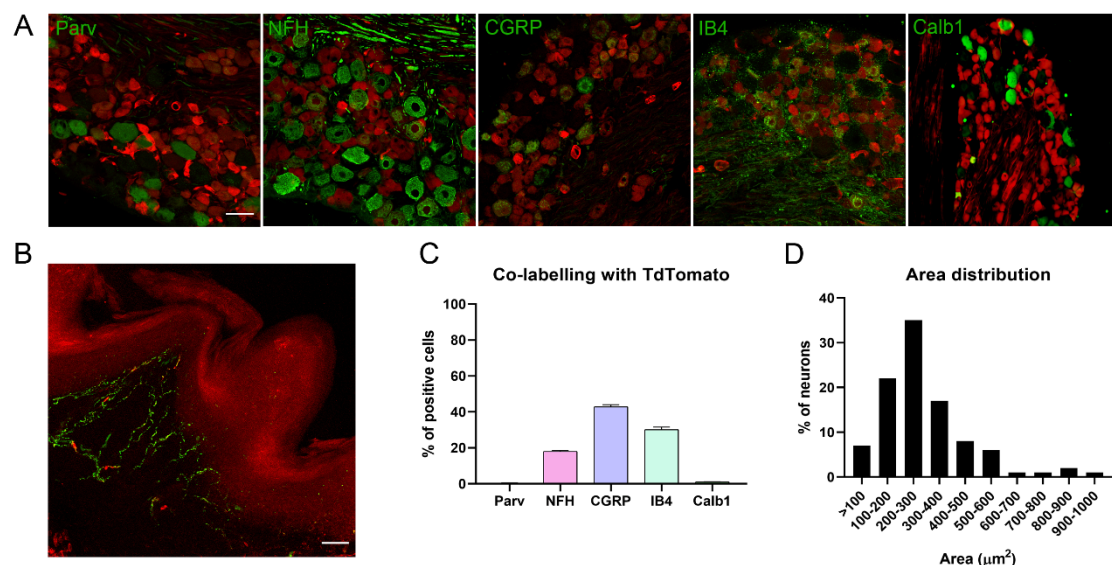 A
Parv
NFH
CGRP
IB4
Calb1
B
C
Co-labelling with TdTomato
% of positive cells
100
80
60
40
20
0
Parv NFH CGRP IB4 Calb1
D
Area distribution
% of neurons
40
30
20
10
0
>100 100-200 200-300 300-400 400-500 500-600 600-700 700-800 800-900 900-1000
Area (μm²)